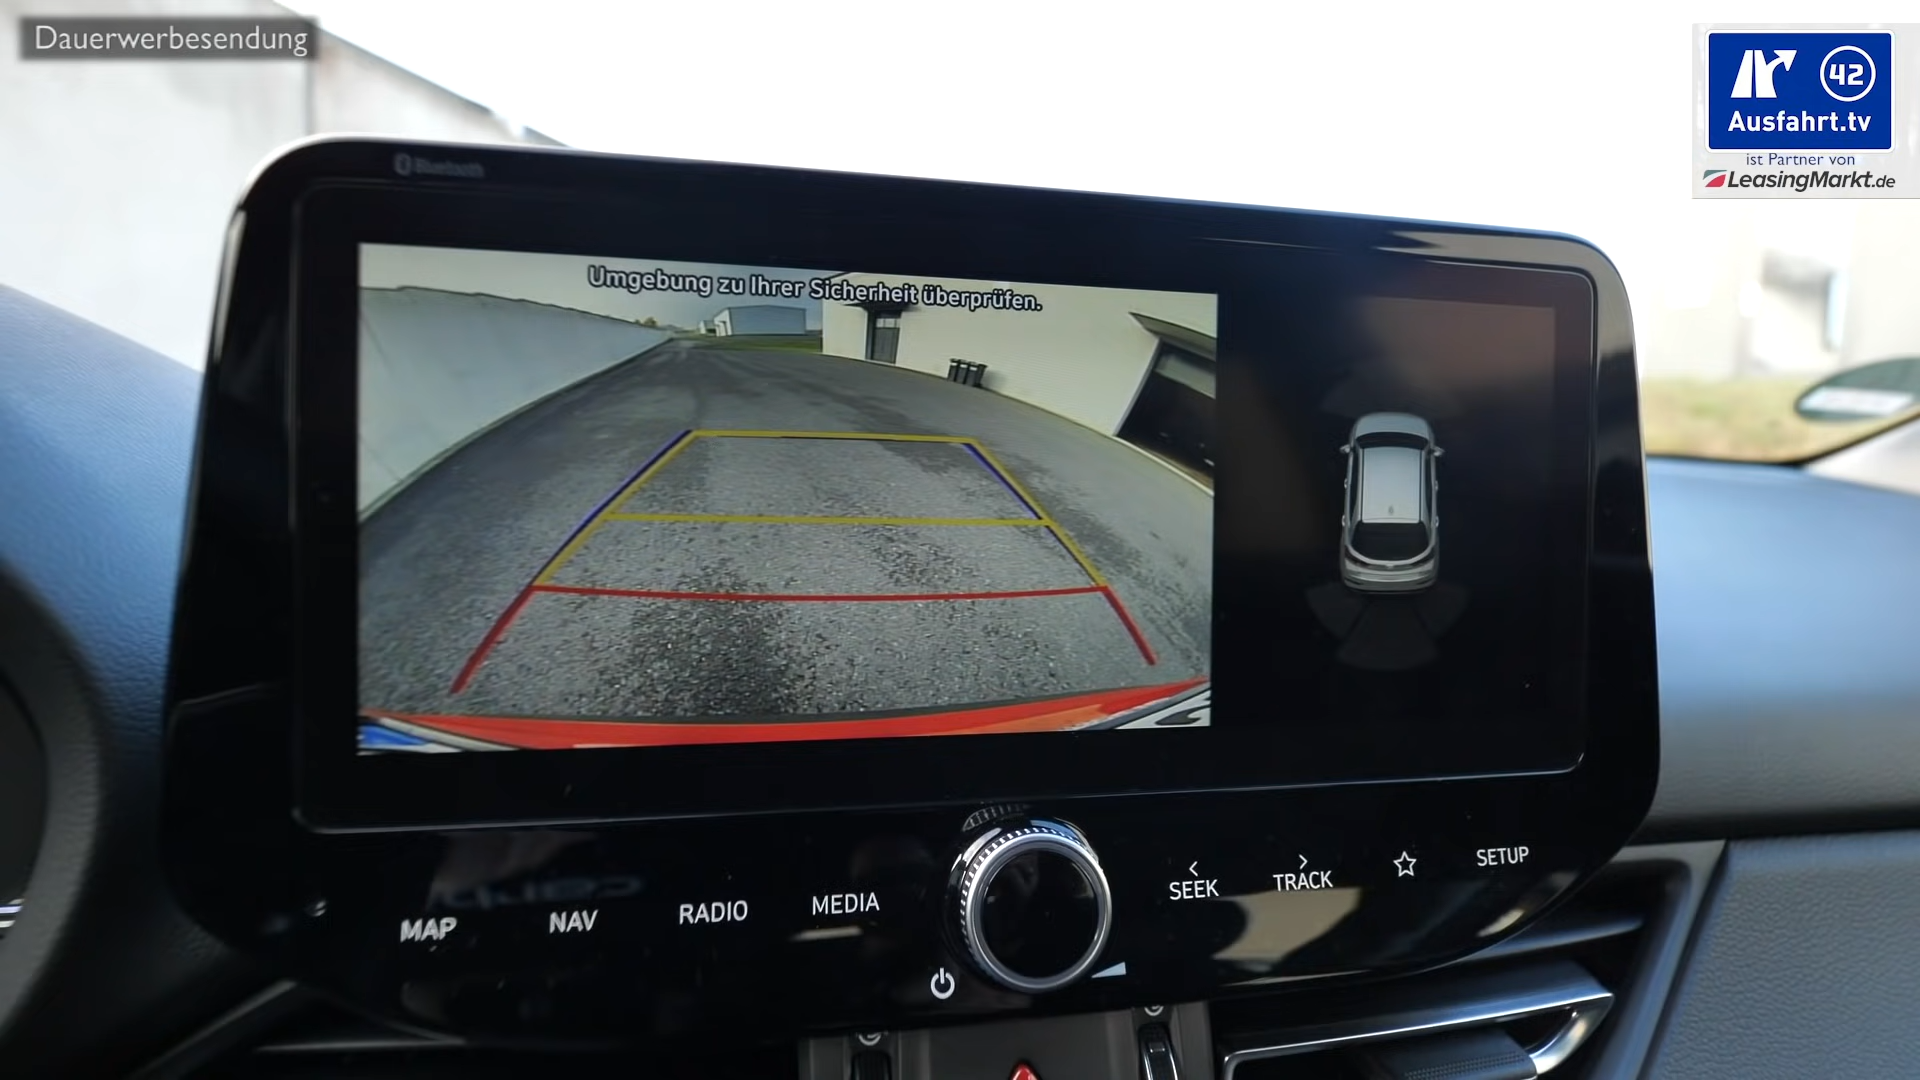 Dauerwerbesendung
42
Ausfahrt.tv
ist Partner von
LeasingMarkt.de
Bluetooth
Umgebung zu Ihrer Sicherheit überprüfen.
MAP
NAV
RADIO
MEDIA
SEEK
TRACK
SETUP